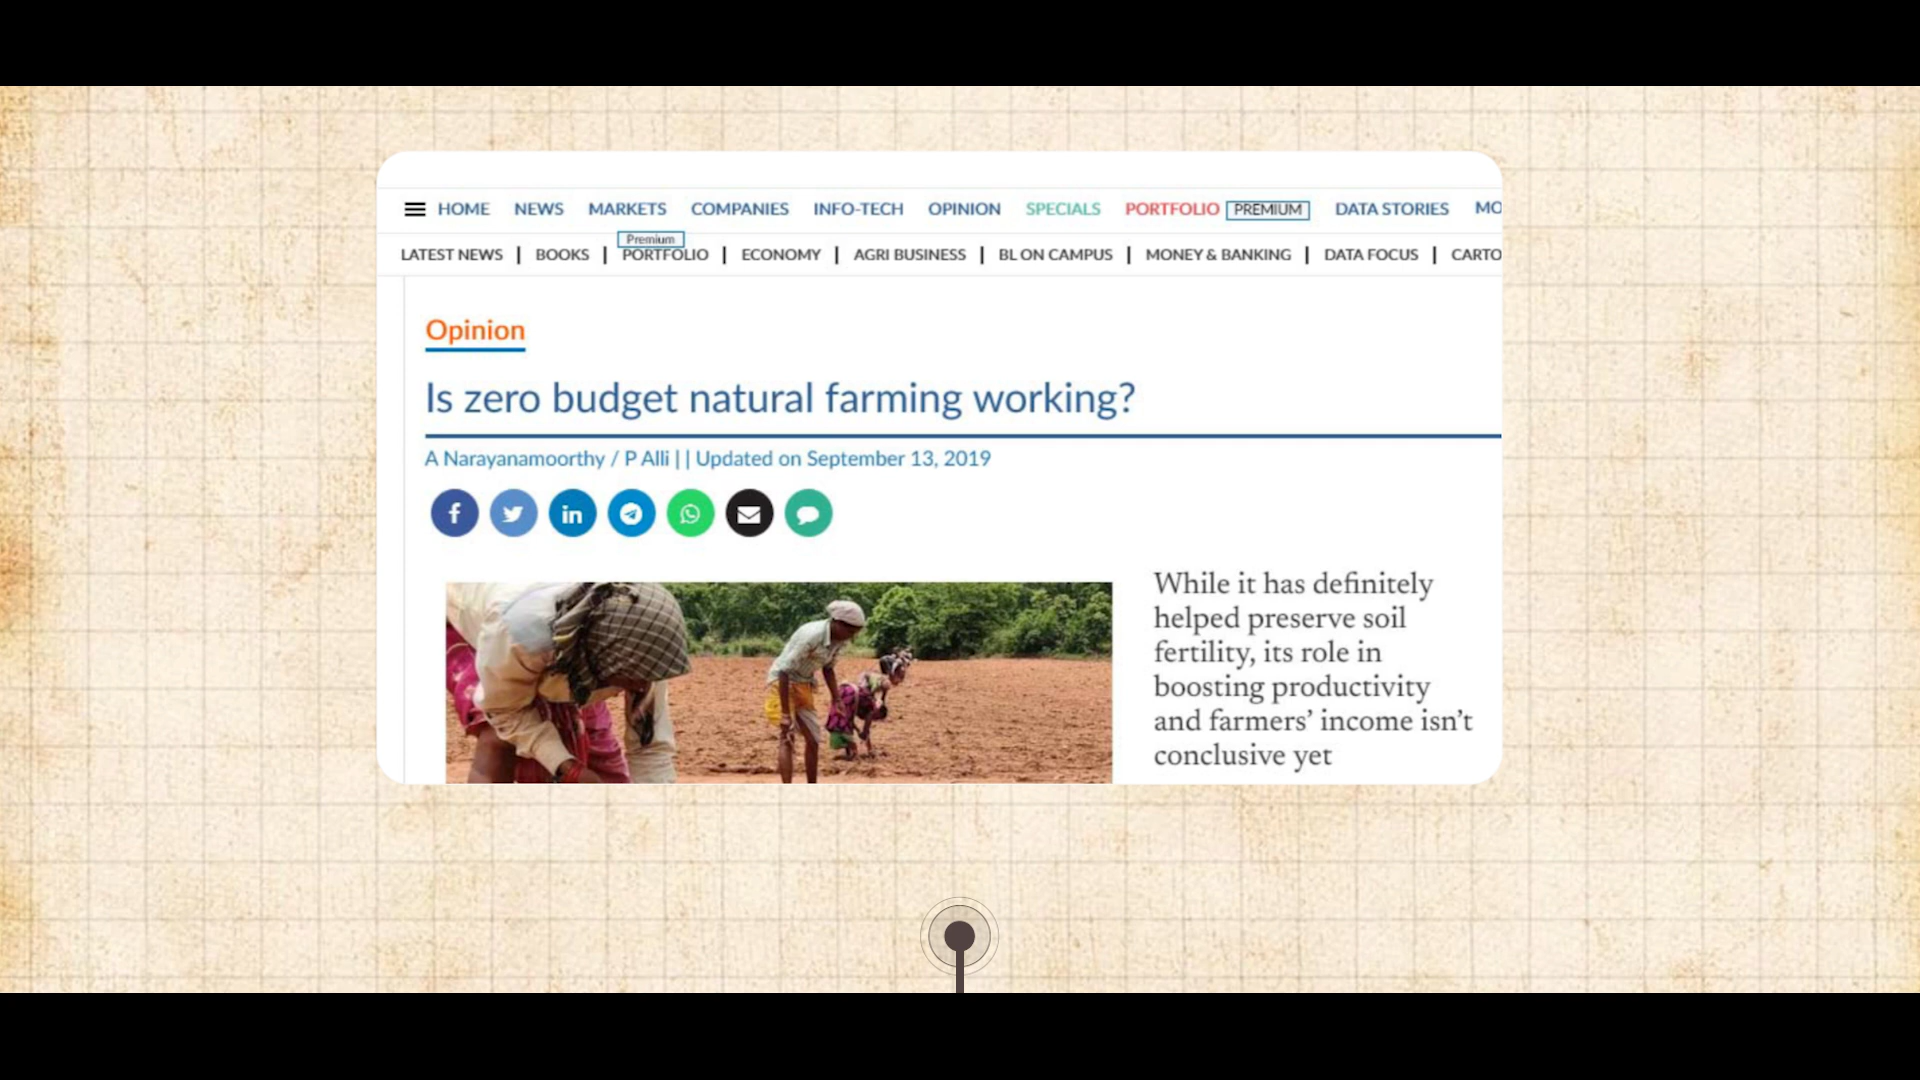 HOME NEWS MARKETS COMPANIES INFO-TECH OPINION SPECIALS PORTFOLIO PREMIUM DATA STORIES MO
Premium
LATEST NEWS | BOOKS | PORTFOLIO | ECONOMY | AGRI BUSINESS | BL ON CAMPUS | MONEY & BANKING | DATA FOCUS | CARTO
Opinion
Is zero budget natural farming working?
A Narayanamoorthy / P Alli | | Updated on September 13, 2019
While it has definitely
helped preserve soil
fertility, its role in
boosting productivity
and farmers’ income isn’t
conclusive yet